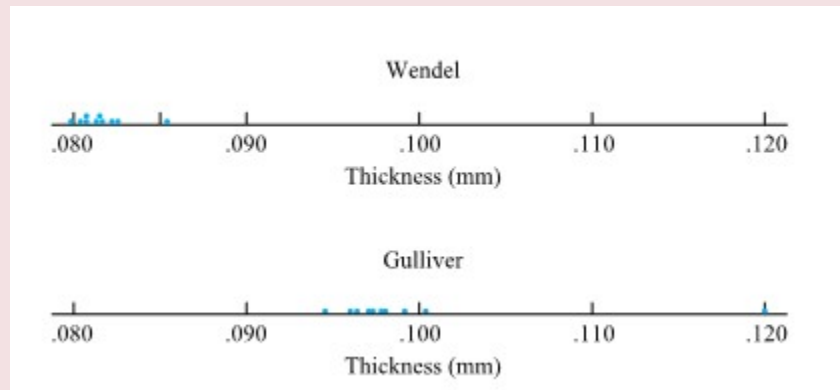 Wendel
.080 .090 .100 .110 .120
Thickness (mm)
Gulliver
.080 .090 .100 .110 .120
Thickness (mm)